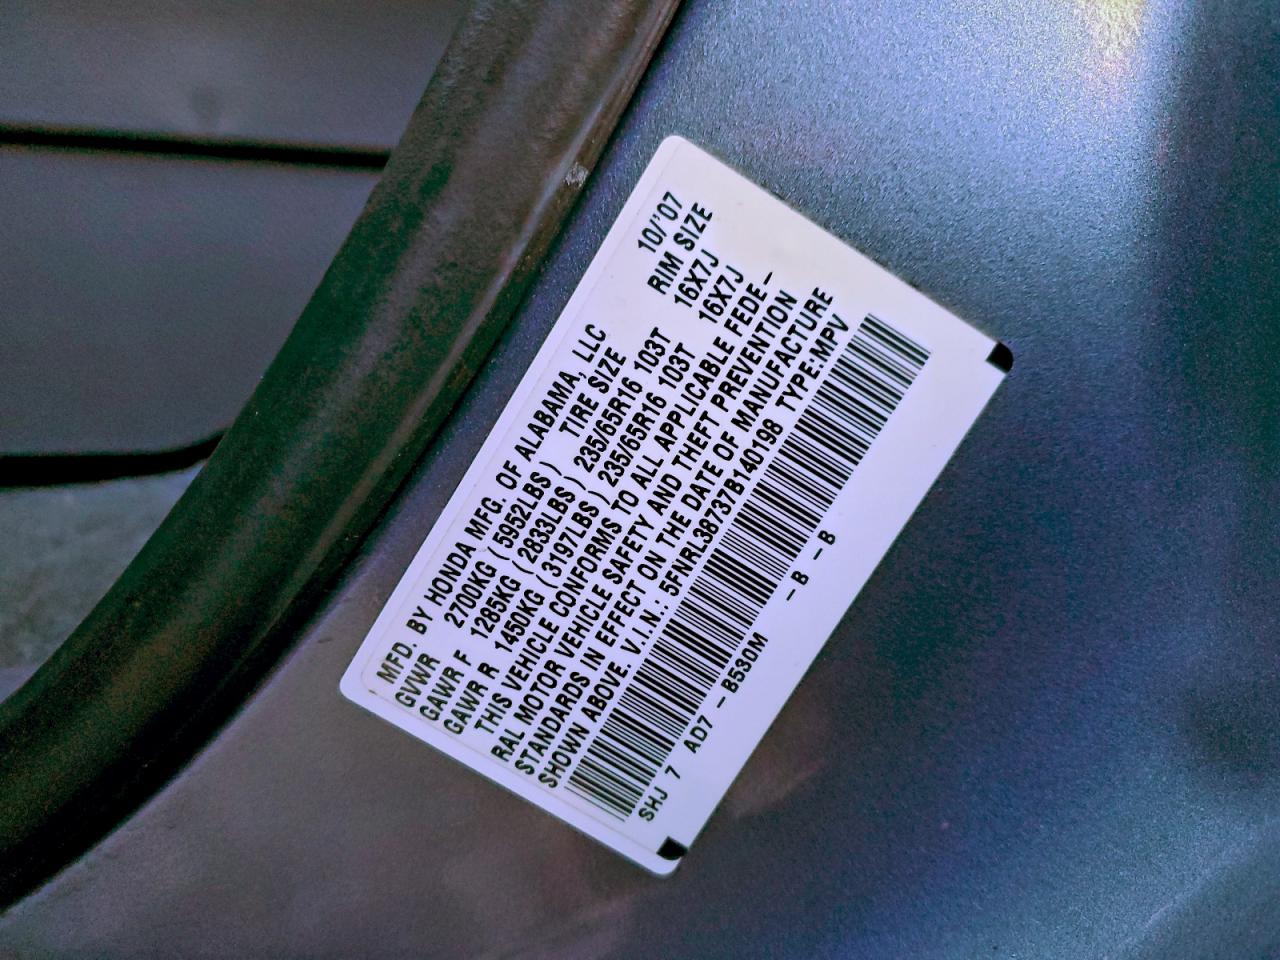 MFD. BY HONDA MFG. OF ALABAMA, LLC 10/'07
GVWR 2700KG ( 5952LBS ) TIRE SIZE RIM SIZE
GAWR F 1285KG ( 2833LBS ) 235/65R16 103T 16X7J
GAWR R 1450KG ( 3197LBS ) 235/65R16 103T 16X7J
THIS VEHICLE CONFORMS TO ALL APPLICABLE FEDE-
RAL MOTOR VEHICLE SAFETY AND THEFT PREVENTION
STANDARDS IN EFFECT ON THE DATE OF MANUFACTURE
SHOWN ABOVE. V.I.N.: 5FNRL38737B140198 TYPE:MPV
SHJ 7 AD7 -B530M -B -B